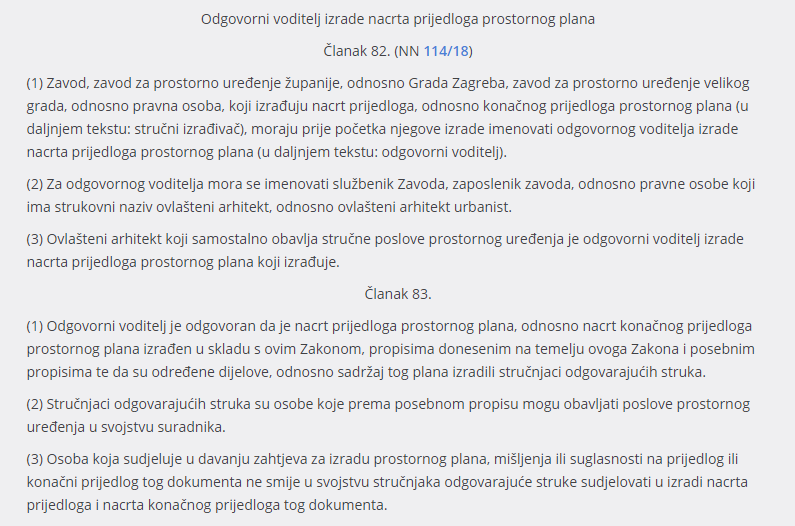 Odgovorni voditelj izrade nacrta prijedloga prostornog plana
Članak 82. (NN 114/18)
(1) Zavod, zavod za prostorno uređenje županije, odnosno Grada Zagreba, zavod za prostorno uređenje velikog
grada, odnosno pravna osoba, koji izrađuju nacrt prijedloga, odnosno konačnog prijedloga prostornog plana (u
daljnjem tekstu: stručni izrađivač), moraju prije početka njegove izrade imenovati odgovornog voditelja izrade
nacrta prijedloga prostornog plana (u daljnjem tekstu: odgovorni voditelj).
(2) Za odgovornog voditelja mora se imenovati službenik Zavoda, zaposlenik zavoda, odnosno pravne osobe koji
ima strukovni naziv ovlašteni arhitekt, odnosno ovlašteni arhitekt urbanist.
(3) Ovlašteni arhitekt koji samostalno obavlja stručne poslove prostornog uređenja je odgovorni voditelj izrade
nacrta prijedloga prostornog plana koji izrađuje.
Članak 83.
(1) Odgovorni voditelj je odgovoran da je nacrt prijedloga prostornog plana, odnosno nacrt konačnog prijedloga
prostornog plana izrađen u skladu s ovim Zakonom, propisima donesenim na temelju ovoga Zakona i posebnim
propisima te da su određene dijelove, odnosno sadržaj tog plana izradili stručnjaci odgovarajućih struka.
(2) Stručnjaci odgovarajućih struka su osobe koje prema posebnom propisu mogu obavljati poslove prostornog
uređenja u svojstvu suradnika.
(3) Osoba koja sudjeluje u davanju zahtjeva za izradu prostornog plana, mišljenja ili suglasnosti na prijedlog ili
konačni prijedlog tog dokumenta ne smije u svojstvu stručnjaka odgovarajuće struke sudjelovati u izradi nacrta
prijedloga i nacrta konačnog prijedloga tog dokumenta.